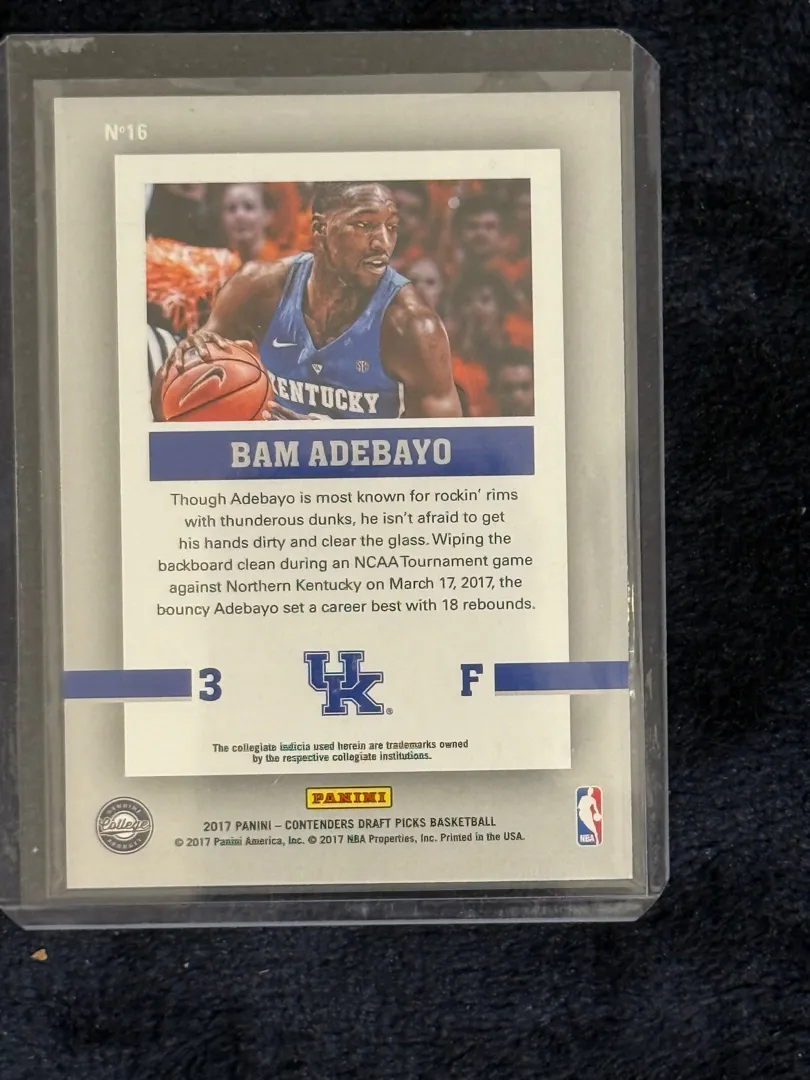 Nº16
KENTUCKY
BAM ADEBAYO
Though Adebayo is most known for rockin' rims
with thunderous dunks, he isn't afraid to get
his hands dirty and clear the glass. Wiping the
backboard clean during an NCAA Tournament game
against Northern Kentucky on March 17, 2017, the
bouncy Adebayo set a career best with 18 rebounds.
3 UK® F
The collegiate indicia used herein are trademarks owned
by the respective collegiate institutions.
PANINI
GENUINE
College
PRODUCT
2017 PANINI – CONTENDERS DRAFT PICKS BASKETBALL
© 2017 Panini America, Inc. © 2017 NBA Properties, Inc. Printed in the USA.
NBA